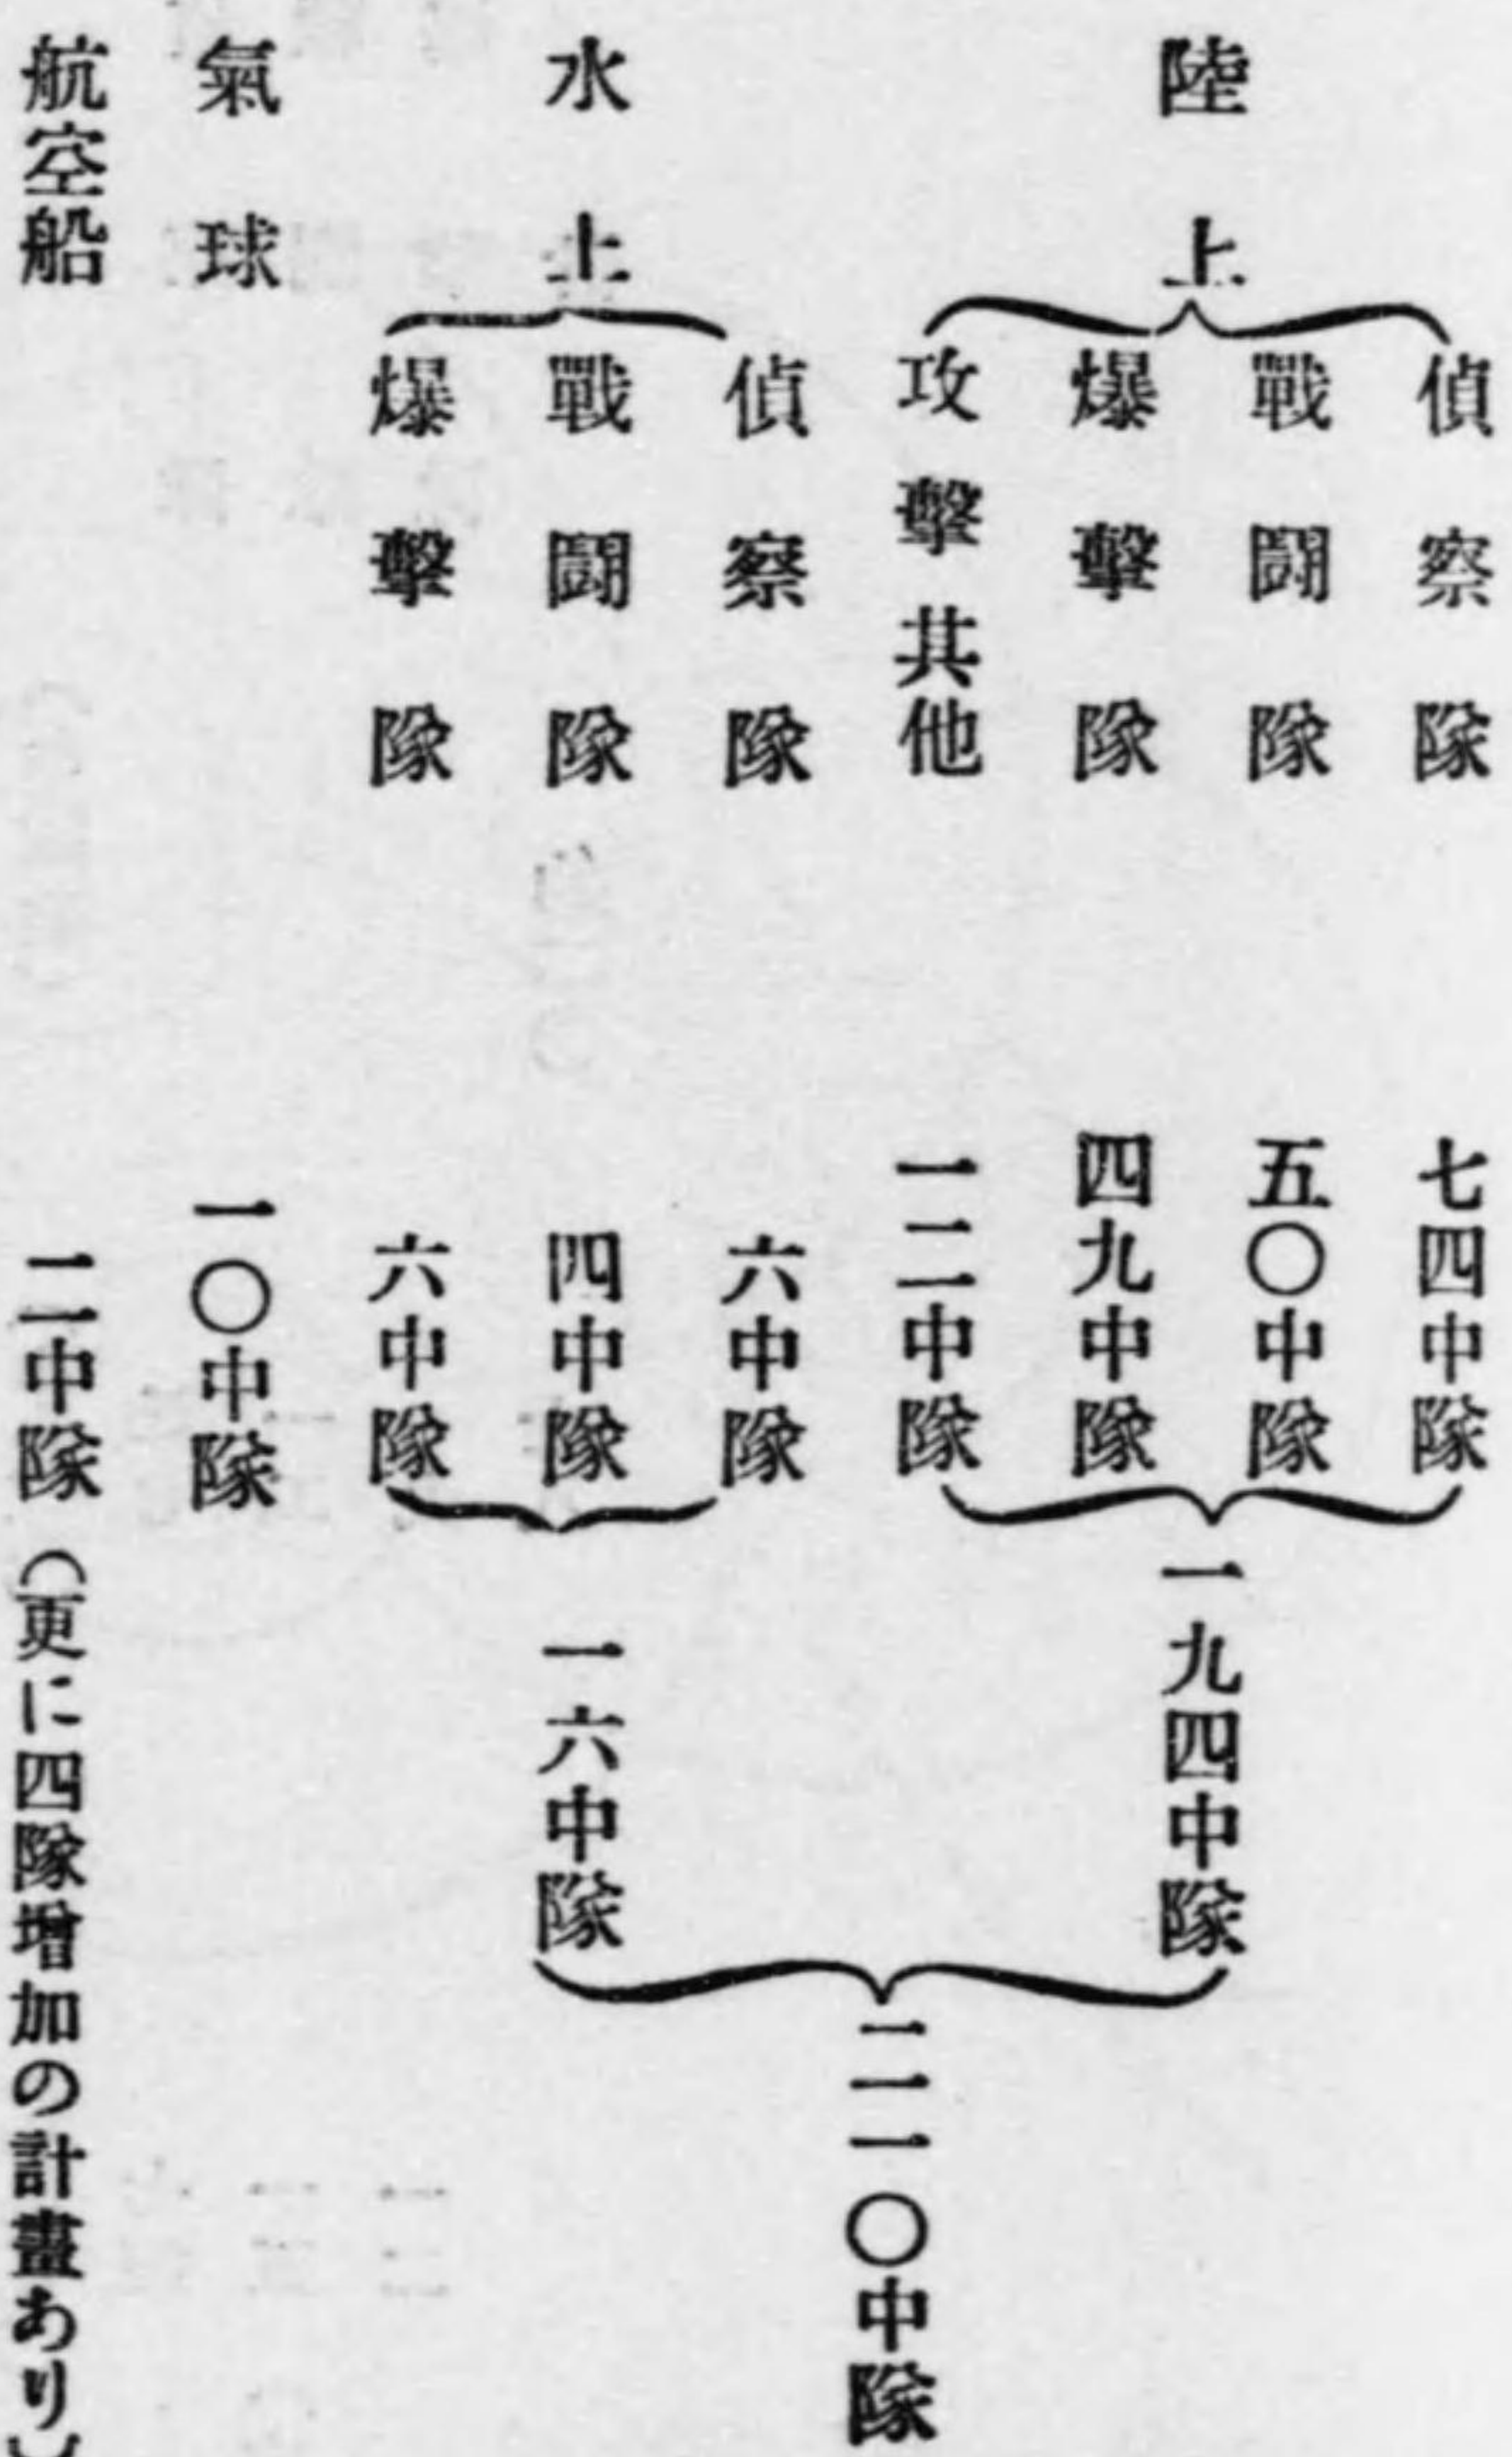 陸上
偵察隊 七四中隊
戰鬪隊 五〇中隊
爆擊隊 四九中隊
攻擊其他 一二中隊
一九四中隊
水上
偵察隊 六中隊
戰鬪隊 四中隊
爆擊隊 六中隊
一六中隊
二一〇中隊
氣球 一〇中隊
航空船 二中隊（更に四隊增加の計畫あり）